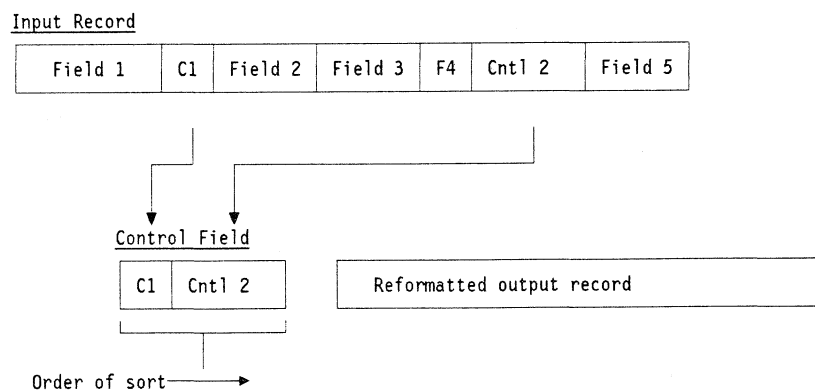 Input Record
Field 1 C1 Field 2 Field 3 F4 Cntl 2 Field 5
Control Field
C1 Cntl 2 Reformatted output record
Order of sort